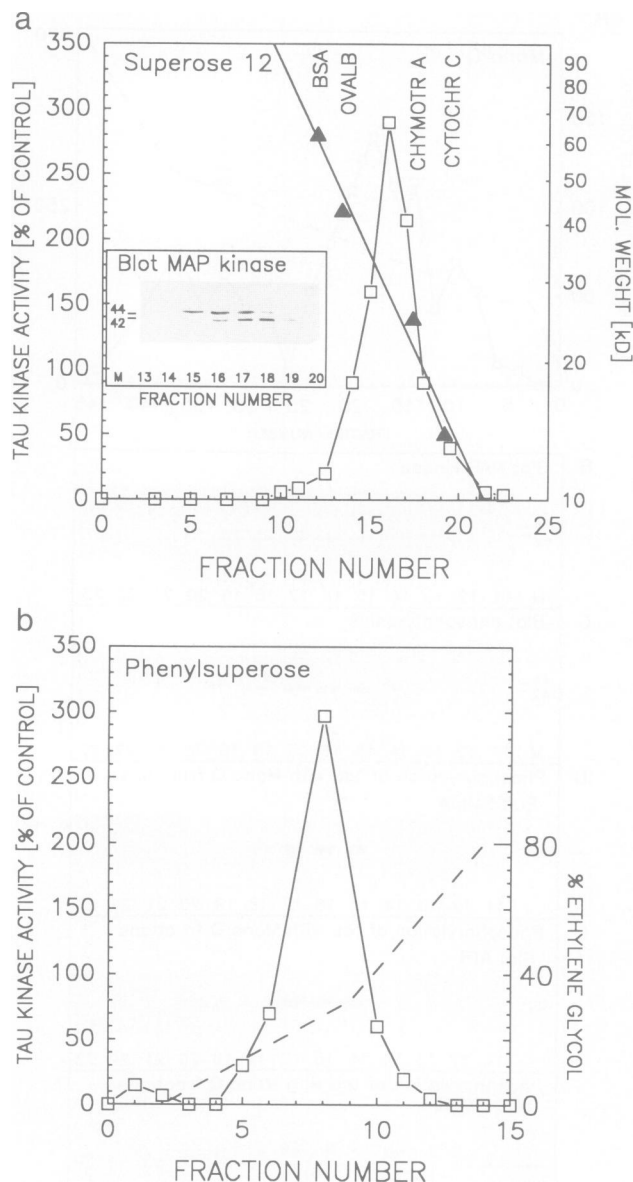 a
350
300
250
200
150
100
50
0
TAU KINASE ACTIVITY [% OF CONTROL]
Superose 12
BSA
OVALB
CHYMOTR A
CYTOCHR C
90
80
70
60
50
40
30
20
10
MOL. WEIGHT [kD]
Blot MAP kinase
44
42
M 13 14 15 16 17 18 19 20
FRACTION NUMBER
0 5 10 15 20 25
FRACTION NUMBER
b
350
300
250
200
150
100
50
0
TAU KINASE ACTIVITY [% OF CONTROL]
Phenylsuperose
80
40
0
% ETHYLENE GLYCOL
0 5 10 15
FRACTION NUMBER